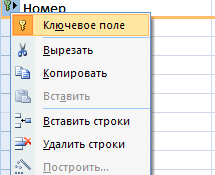 Номер
Ключевое поле
Вырезать
Копировать
Вставить
Вставить строки
Удалить строки
Построить...